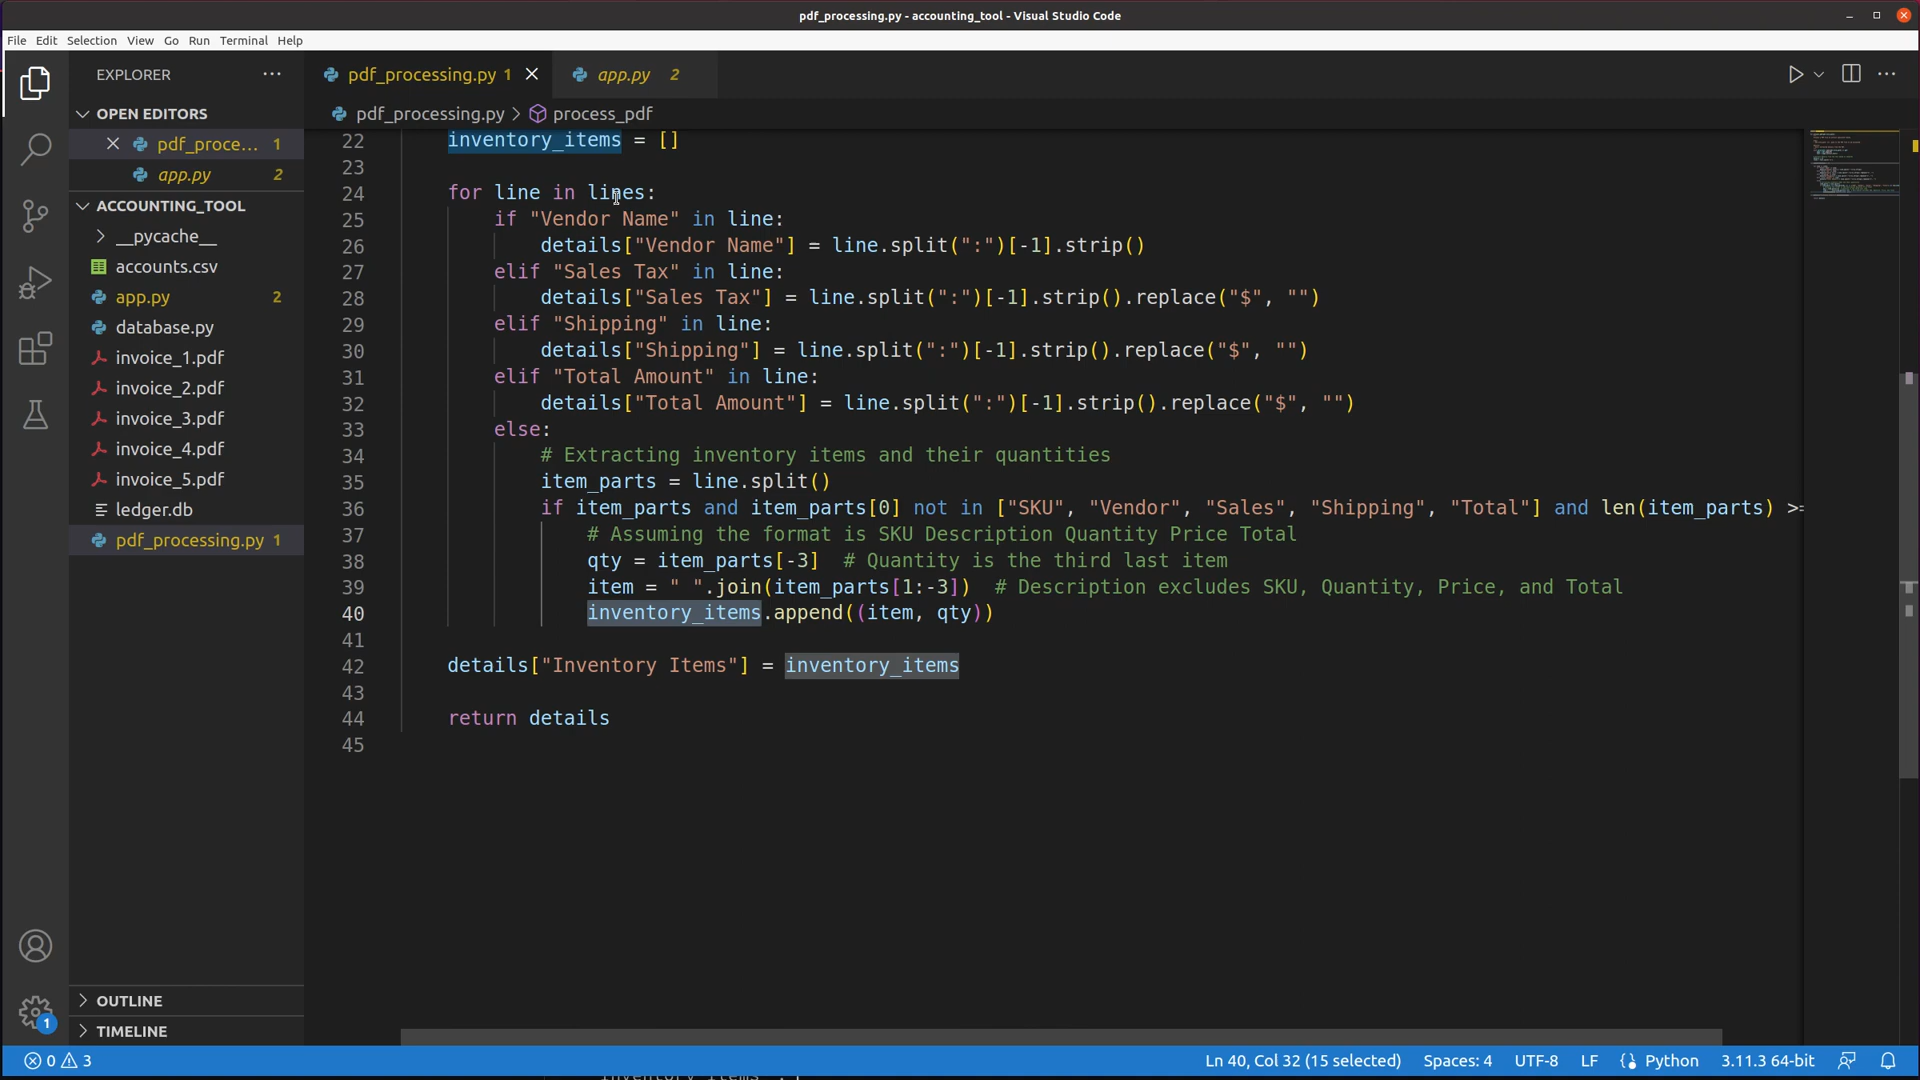 pdf_processing.py - accounting_tool - Visual Studio Code
File Edit Selection View Go Run Terminal Help
EXPLORER
OPEN EDITORS
pdf_proce... 1
app.py 2
ACCOUNTING_TOOL
__pycache__
accounts.csv
app.py 2
database.py
invoice_1.pdf
invoice_2.pdf
invoice_3.pdf
invoice_4.pdf
invoice_5.pdf
ledger.db
pdf_processing.py 1
OUTLINE
TIMELINE
pdf_processing.py 1
app.py 2
pdf_processing.py > process_pdf
22 inventory_items = []
23
24 for line in lines:
25 if "Vendor Name" in line:
26 details["Vendor Name"] = line.split(":")[-1].strip()
27 elif "Sales Tax" in line:
28 details["Sales Tax"] = line.split(":")[-1].strip().replace("$", "")
29 elif "Shipping" in line:
30 details["Shipping"] = line.split(":")[-1].strip().replace("$", "")
31 elif "Total Amount" in line:
32 details["Total Amount"] = line.split(":")[-1].strip().replace("$", "")
33 else:
34 # Extracting inventory items and their quantities
35 item_parts = line.split()
36 if item_parts and item_parts[0] not in ["SKU", "Vendor", "Sales", "Shipping", "Total"] and len(item_parts) >=
37 # Assuming the format is SKU Description Quantity Price Total
38 qty = item_parts[-3] # Quantity is the third last item
39 item = " ".join(item_parts[1:-3]) # Description excludes SKU, Quantity, Price, and Total
40 inventory_items.append((item, qty))
41
42 details["Inventory Items"] = inventory_items
43
44 return details
45
1
0 3
Ln 40, Col 32 (15 selected) Spaces: 4 UTF-8 LF Python 3.11.3 64-bit